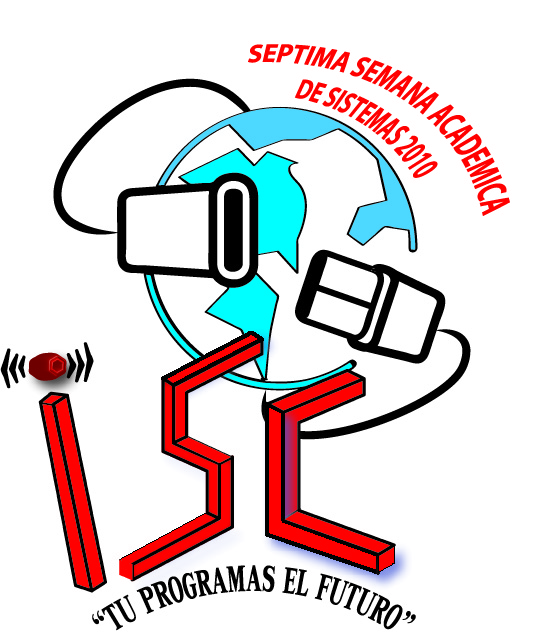 SEPTIMA SEMANA ACADEMICA
DE SISTEMAS 2010
ISC
“TU PROGRAMAS EL FUTURO”